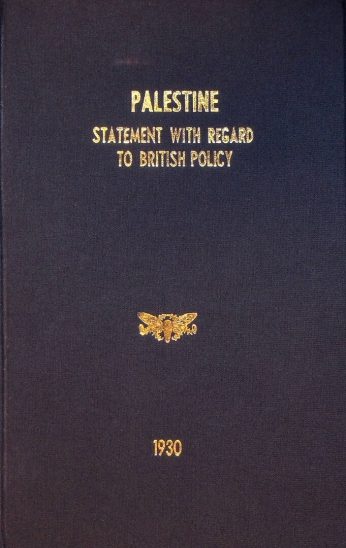 PALESTINE
STATEMENT WITH REGARD
TO BRITISH POLICY
1930